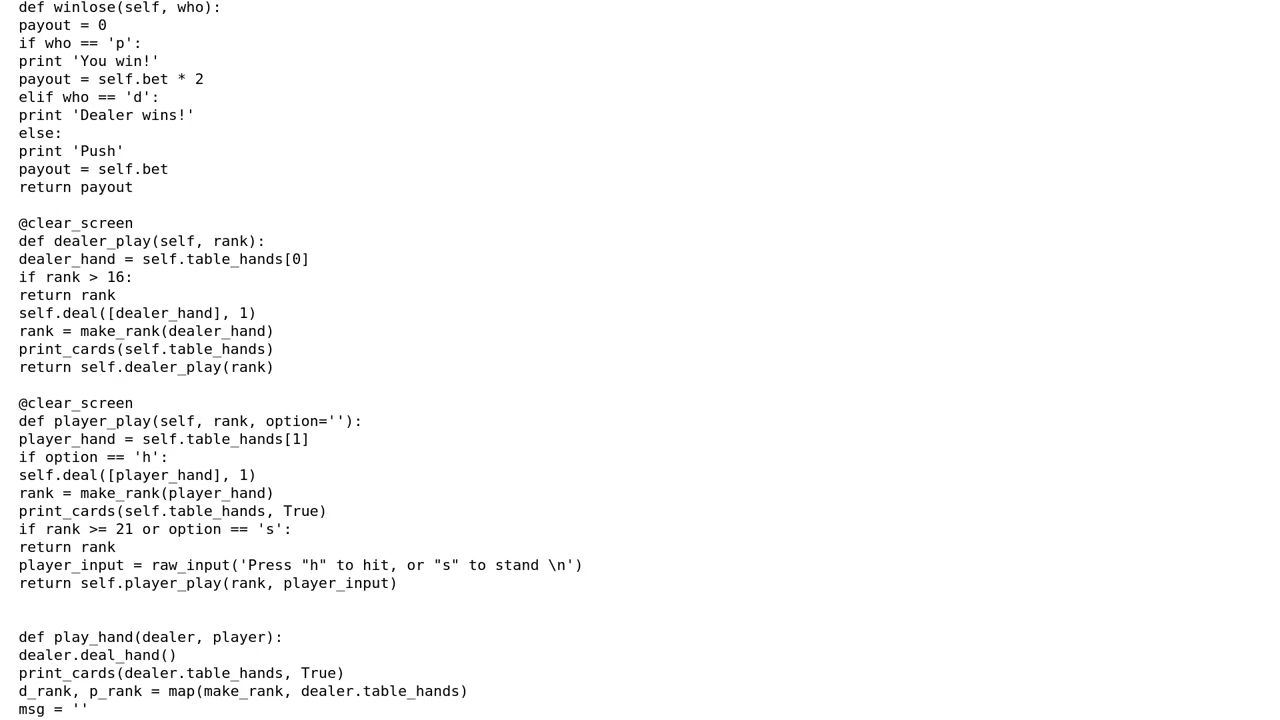 def winlose(self, who):
payout = 0
if who == 'p':
print 'You win!'
payout = self.bet * 2
elif who == 'd':
print 'Dealer wins!'
else:
print 'Push'
payout = self.bet
return payout

@clear_screen
def dealer_play(self, rank):
dealer_hand = self.table_hands[0]
if rank > 16:
return rank
self.deal([dealer_hand], 1)
rank = make_rank(dealer_hand)
print_cards(self.table_hands)
return self.dealer_play(rank)

@clear_screen
def player_play(self, rank, option=''):
player_hand = self.table_hands[1]
if option == 'h':
self.deal([player_hand], 1)
rank = make_rank(player_hand)
print_cards(self.table_hands, True)
if rank >= 21 or option == 's':
return rank
player_input = raw_input('Press "h" to hit, or "s" to stand \n')
return self.player_play(rank, player_input)


def play_hand(dealer, player):
dealer.deal_hand()
print_cards(dealer.table_hands, True)
d_rank, p_rank = map(make_rank, dealer.table_hands)
msg = ''